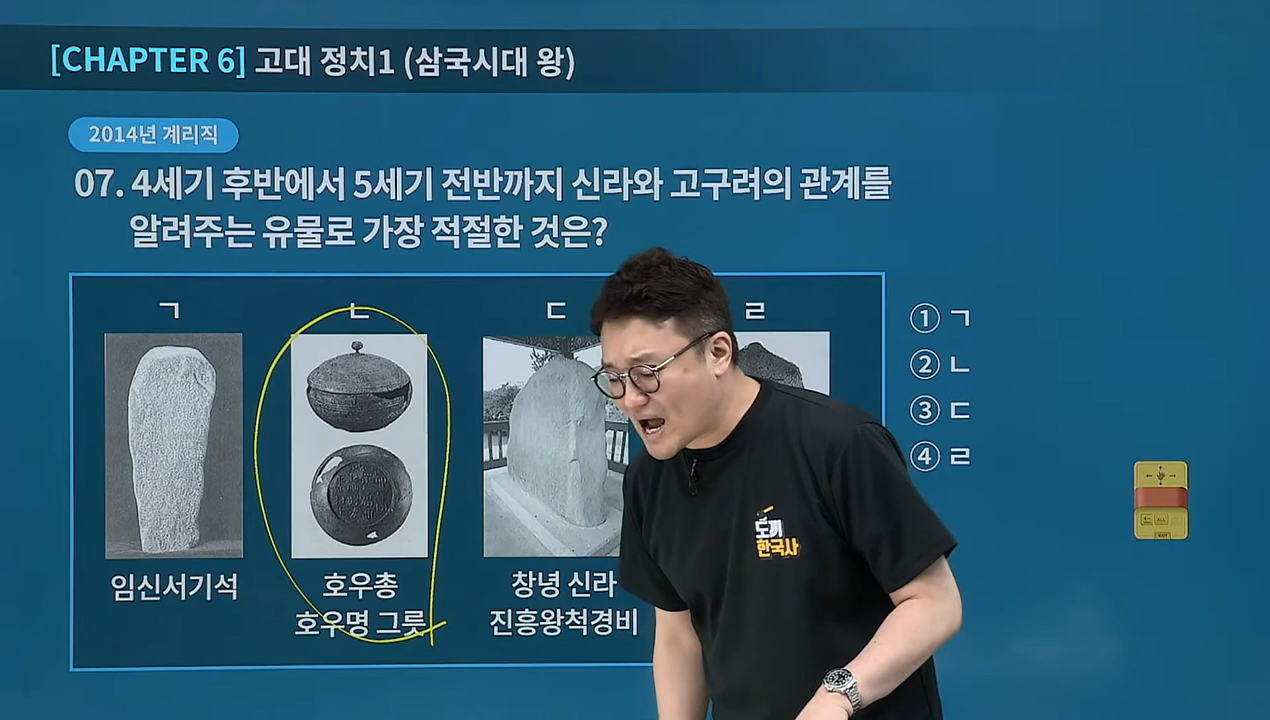 [CHAPTER 6] 고대 정치1 (삼국시대 왕)
2014년 계리직
07. 4세기 후반에서 5세기 전반까지 신라와 고구려의 관계를
알려주는 유물로 가장 적절한 것은?
ㄱ ㄴ ㄷ ㄹ
① ㄱ
② ㄴ
③ ㄷ
④ ㄹ
임신서기석
호우총
호우명 그릇
창녕 신라
진흥왕척경비
도끼
한국사
ALL